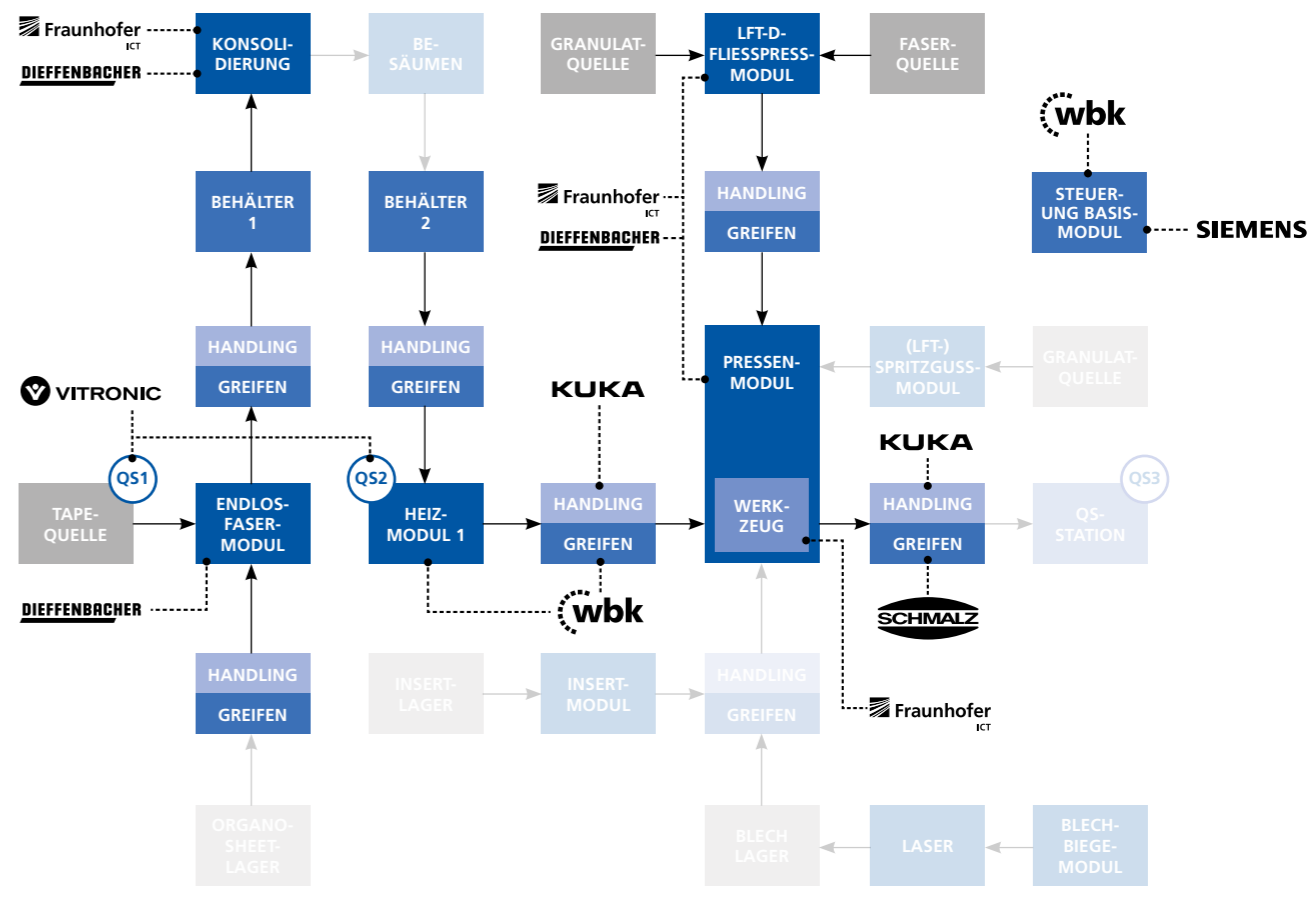 Fraunhofer
ICT
DIEFFENBACHER
KONSOLI-
DIERUNG
BE-
SÄUMEN
GRANULAT-
QUELLE
LFT-D-
FLIESSPRESS-
MODUL
FASER-
QUELLE
wbk
BEHÄLTER
1
BEHÄLTER
2
Fraunhofer
ICT
DIEFFENBACHER
HANDLING
GREIFEN
STEUER-
UNG BASIS-
MODUL
SIEMENS
HANDLING
GREIFEN
HANDLING
GREIFEN
PRESSEN-
MODUL
(LFT-)
SPRITZGUSS-
MODUL
GRANULAT-
QUELLE
VITRONIC
KUKA
KUKA
QS1
QS2
QS3
TAPE-
QUELLE
ENDLOS-
FASER-
MODUL
HEIZ-
MODUL 1
HANDLING
GREIFEN
WERK-
ZEUG
HANDLING
GREIFEN
QS-
STATION
DIEFFENBACHER
wbk
SCHMALZ
HANDLING
GREIFEN
INSERT-
LAGER
INSERT-
MODUL
HANDLING
GREIFEN
Fraunhofer
ICT
ORGANO-
SHEET-
LAGER
BLECH
LAGER
LASER
BLECH-
BIEGE-
MODUL